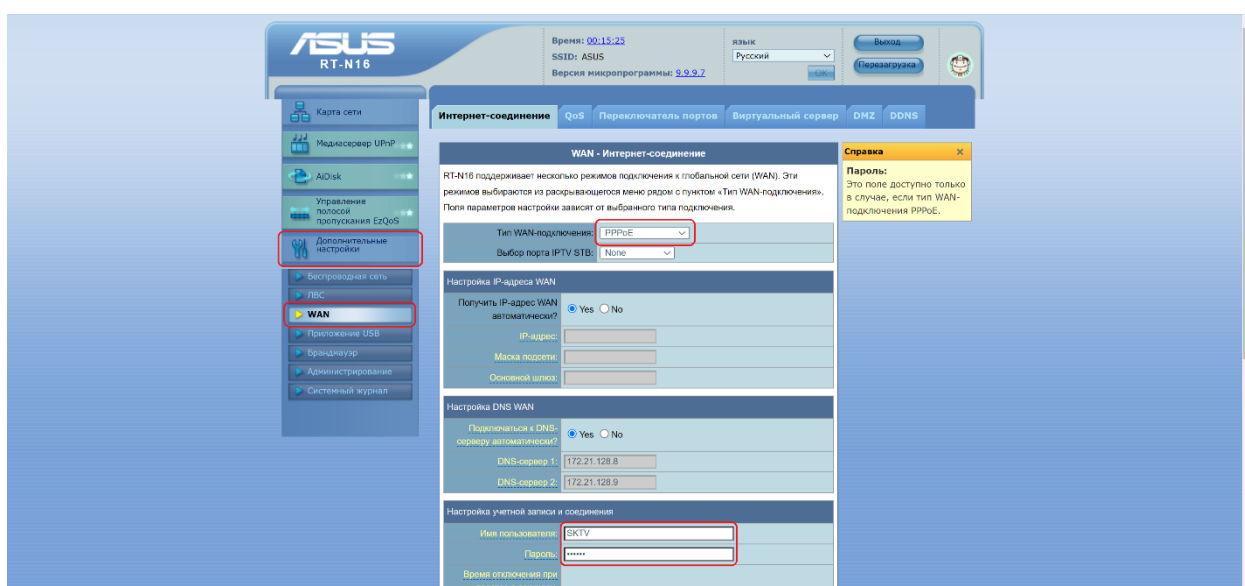 ASUS
RT-N16
Время: 00:15:25
SSID: ASUS
Версия микропрограммы: 9.9.9.7
язык
Русский
OK
Выход
Перезагрузка
Карта сети
Медиасервер UPnP
AiDisk
Управление
полосой
пропускания EzQoS
Дополнительные
настройки
Беспроводная сеть
ЛВС
WAN
Приложение USB
Брандмауэр
Администрирование
Системный журнал
Интернет-соединение QoS Переключатель портов Виртуальный сервер DMZ DDNS
WAN - Интернет-соединение
RT-N16 поддерживает несколько режимов подключения к глобальной сети (WAN). Эти
режимов выбираются из раскрывающегося меню рядом с пунктом «Тип WAN-подключения».
Поля параметров настройки зависят от выбранного типа подключения.
Тип WAN-подключения: PPPoE
Выбор порта IPTV STB: None
Настройка IP-адреса WAN
Получить IP-адрес WAN
автоматически? Yes No
IP-адрес:
Маска подсети:
Основной шлюз:
Настройка DNS WAN
Подключаться к DNS-
серверу автоматически? Yes No
DNS-сервер 1: 172.21.128.8
DNS-сервер 2: 172.21.128.9
Настройка учетной записи и соединения
Имя пользователя: SKTV
Пароль: ••••••
Время отключения при
Справка ×
Пароль:
Это поле доступно только
в случае, если тип WAN-
подключения PPPoE.